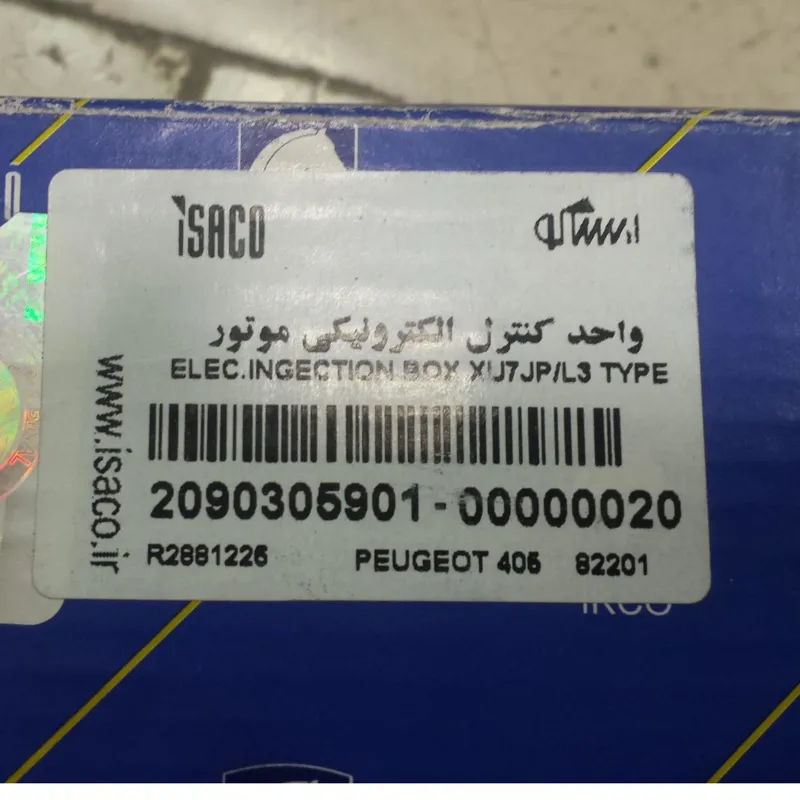 ISACO
ایساکو
واحد کنترل الکترونیکی موتور
ELEC.INGECTION BOX XU7JP/L3 TYPE
2090305901-00000020
R2881226 PEUGEOT 405 82201
www.isaco.ir
IKCO